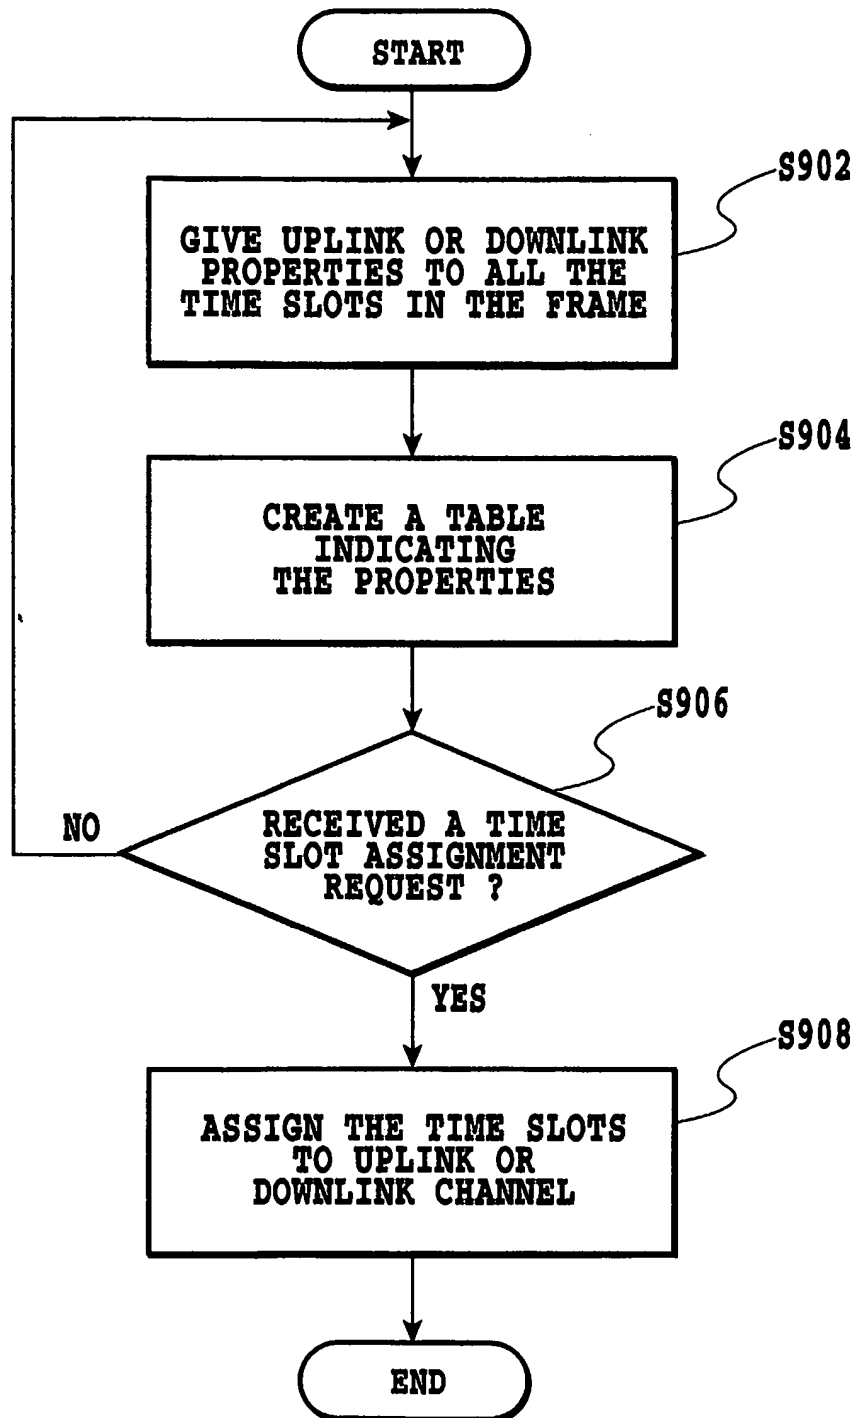 START
S902
GIVE UPLINK OR DOWNLINK
PROPERTIES TO ALL THE
TIME SLOTS IN THE FRAME
S904
CREATE A TABLE
INDICATING
THE PROPERTIES
S906
NO
RECEIVED A TIME
SLOT ASSIGNMENT
REQUEST ?
YES
S908
ASSIGN THE TIME SLOTS
TO UPLINK OR
DOWNLINK CHANNEL
END